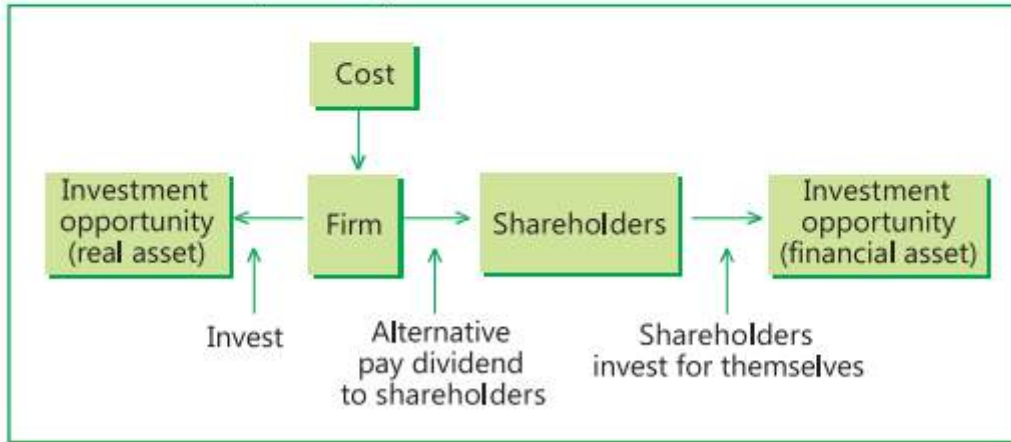 Cost
Investment
opportunity
(real asset)
Firm
Shareholders
Investment
opportunity
(financial asset)
Invest
Alternative
pay dividend
to shareholders
Shareholders
invest for themselves